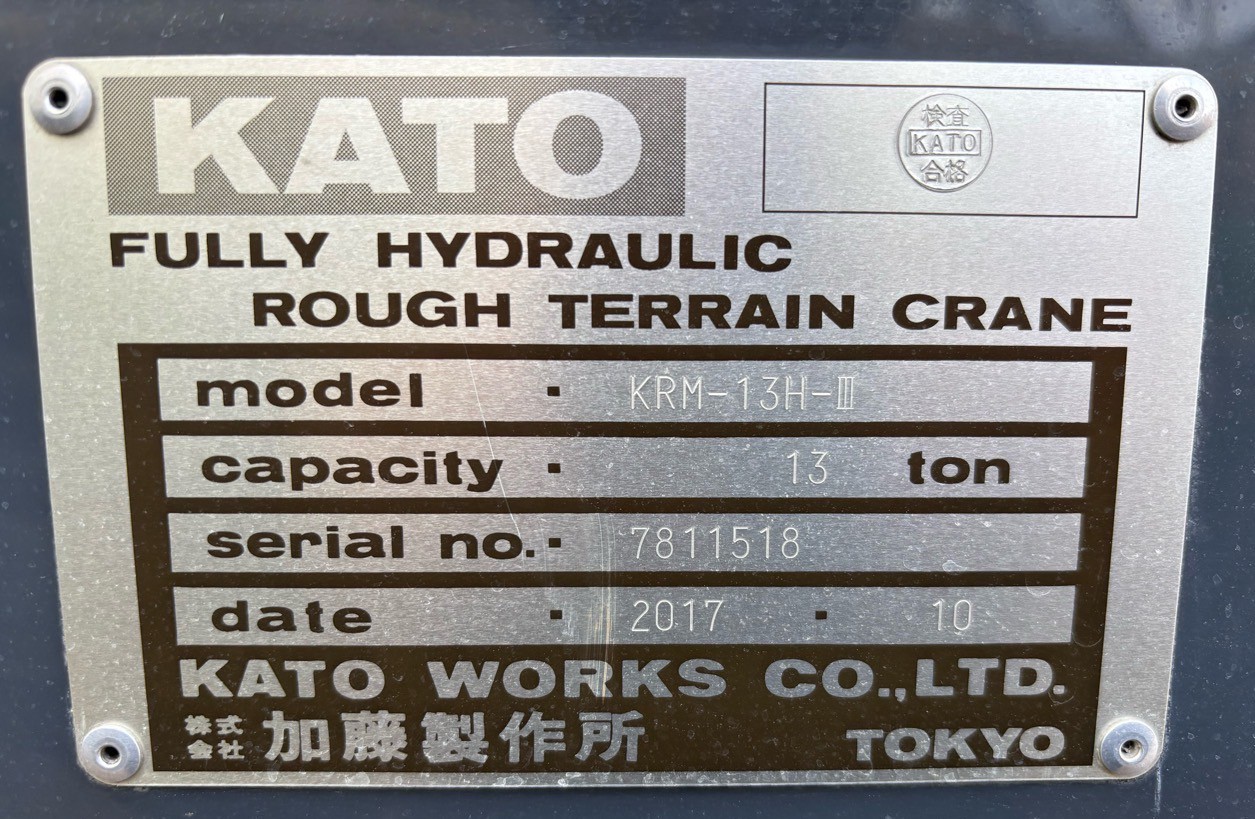 KATO
検査
KATO
合格
FULLY HYDRAULIC
ROUGH TERRAIN CRANE
model · KRM-13H-Ⅲ
capacity · 13 ton
serial no. · 7811518
date · 2017 · 10
KATO WORKS CO.,LTD.
株式会社 加藤製作所 TOKYO